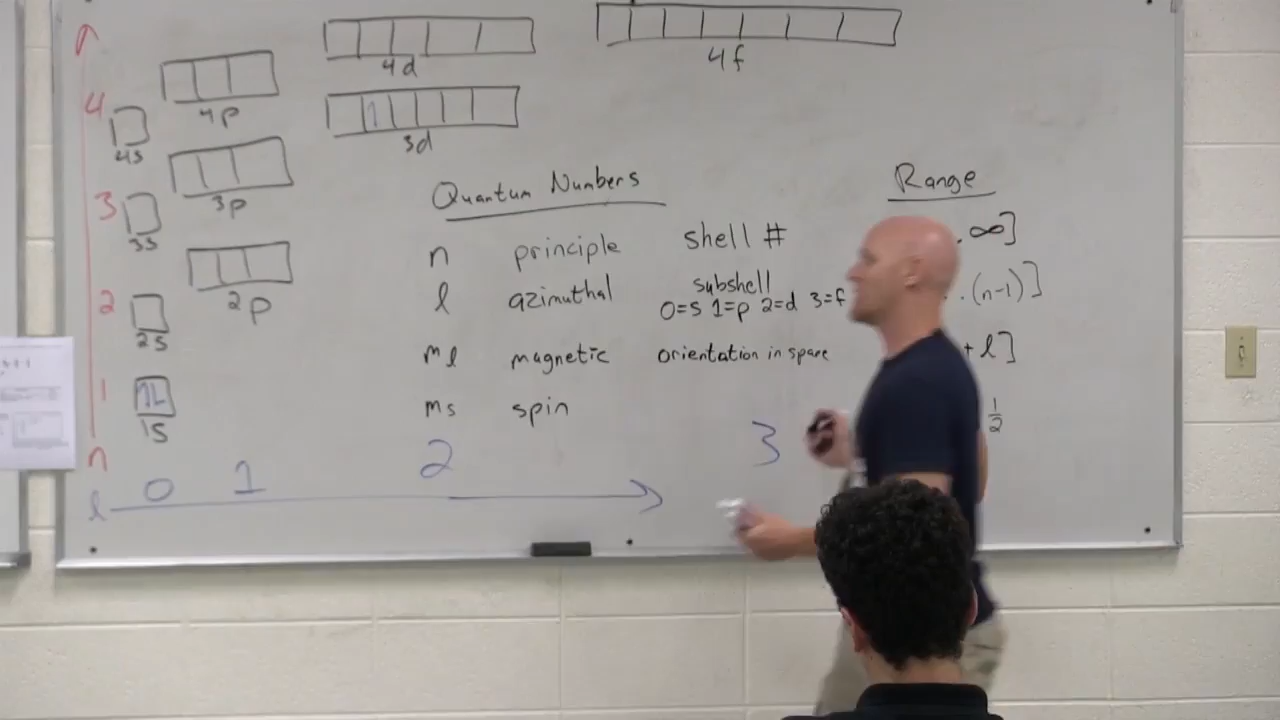 4d
4f
4p
3d
4
4s
3p
3
3s
2p
2
2s
1
1s
n
Quantum Numbers Range
n principle shell # . ∞]
l azimuthal subshell
0=s 1=p 2=d 3=f . . (n-1)]
ml magnetic orientation in space + l]
ms spin 1/2
l 0 1 2 3